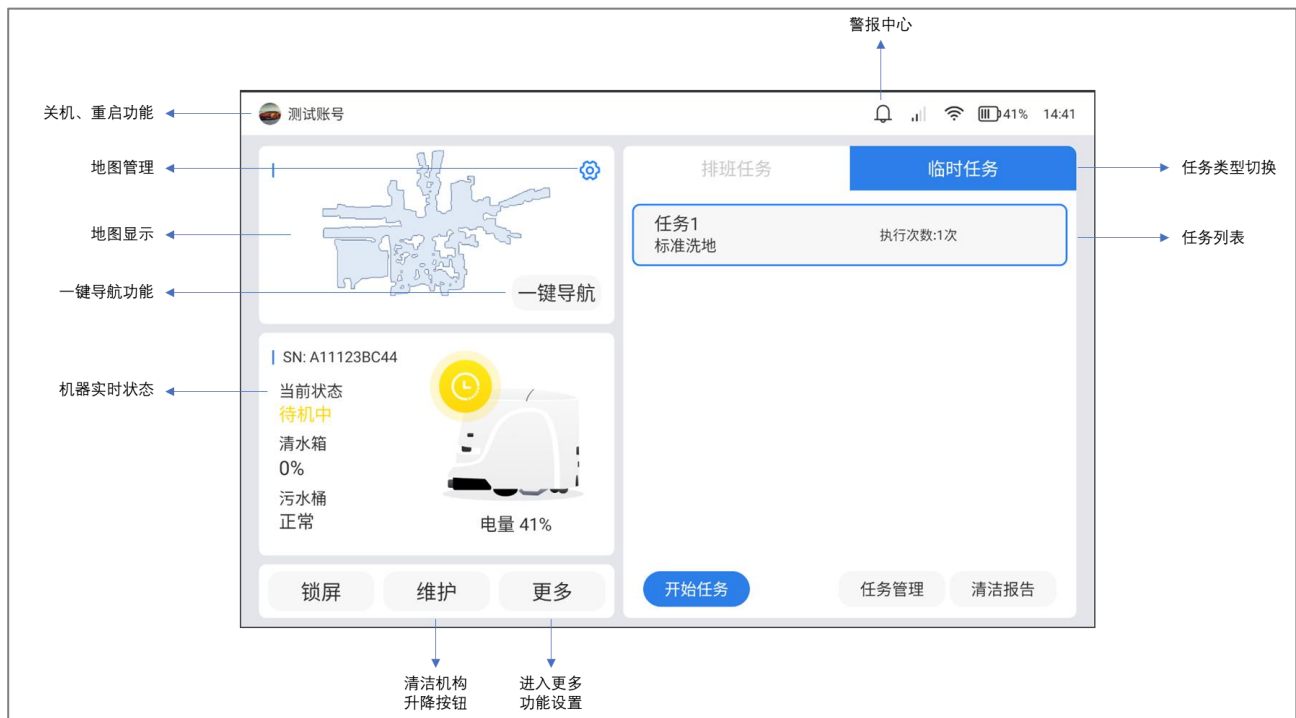 警报中心
关机、重启功能
测试账号
41%
14:41
地图管理
排班任务
临时任务
任务类型切换
任务1
标准洗地
执行次数:1次
地图显示
任务列表
一键导航功能
一键导航
SN: A11123BC44
机器实时状态
当前状态
待机中
清水箱
0%
污水桶
正常
电量 41%
锁屏
维护
更多
开始任务
任务管理
清洁报告
清洁机构
升降按钮
进入更多
功能设置